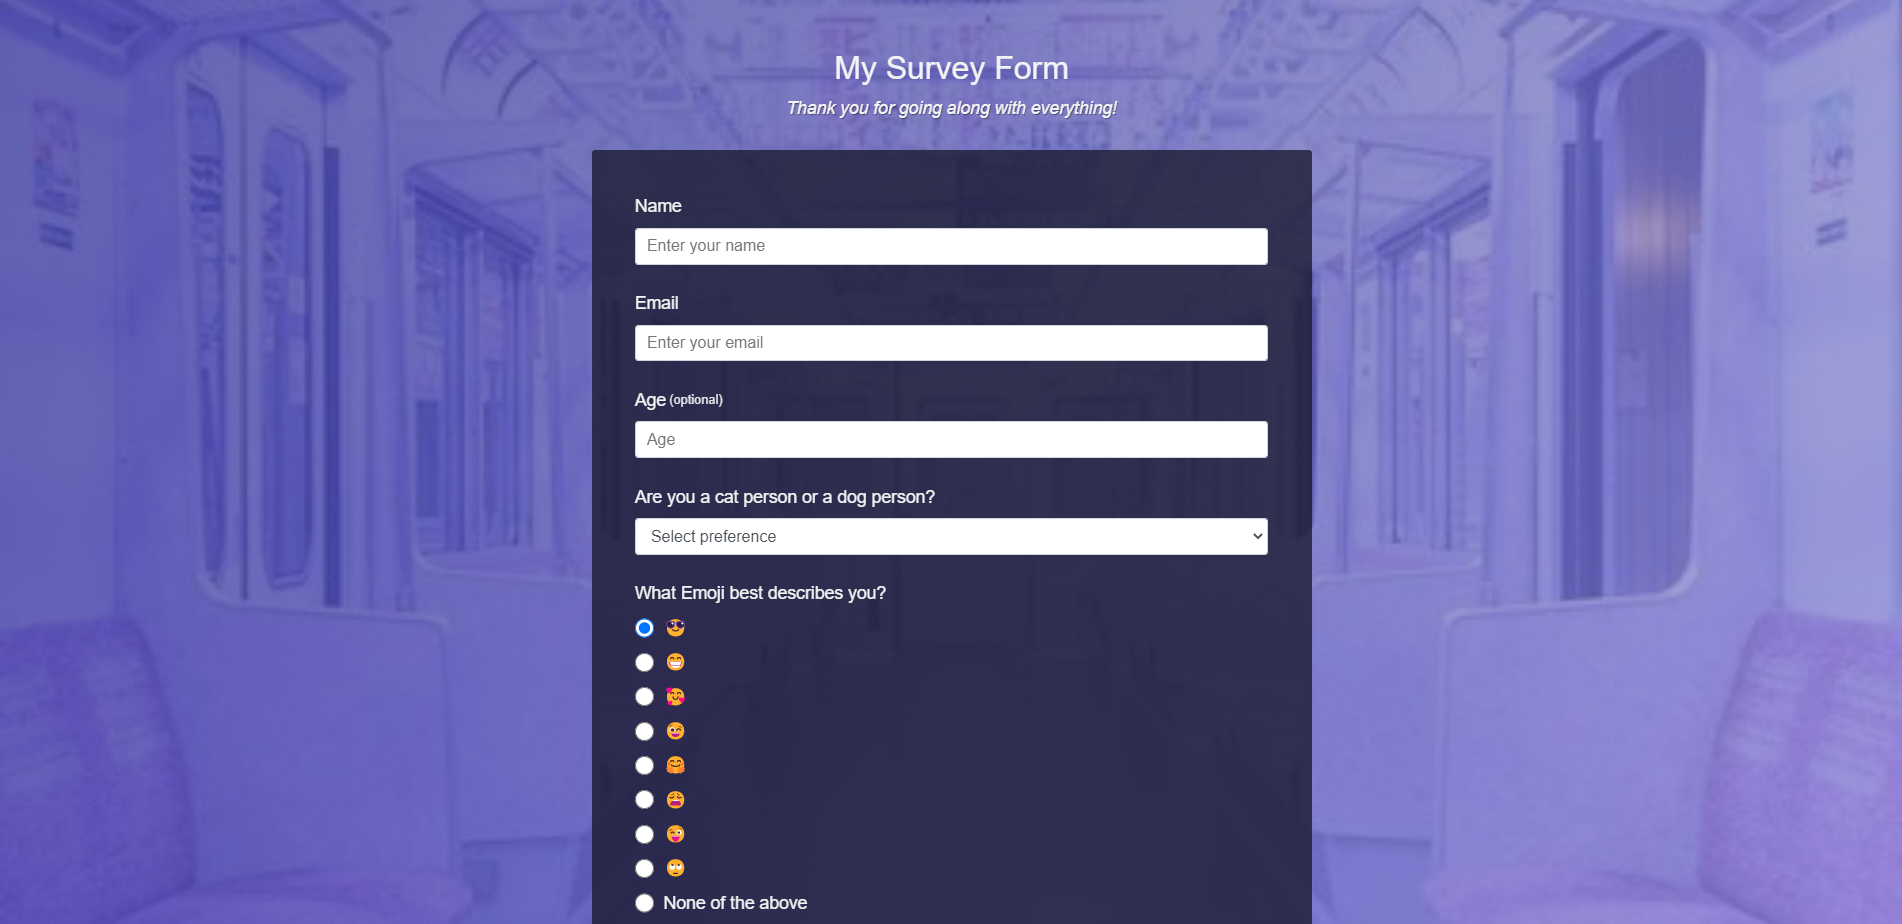 My Survey Form
Thank you for going along with everything!
Name
Enter your name
Email
Enter your email
Age (optional)
Age
Are you a cat person or a dog person?
Select preference
What Emoji best describes you?
😎
😁
🥰
😉
🤗
😩
😜
🙄
None of the above